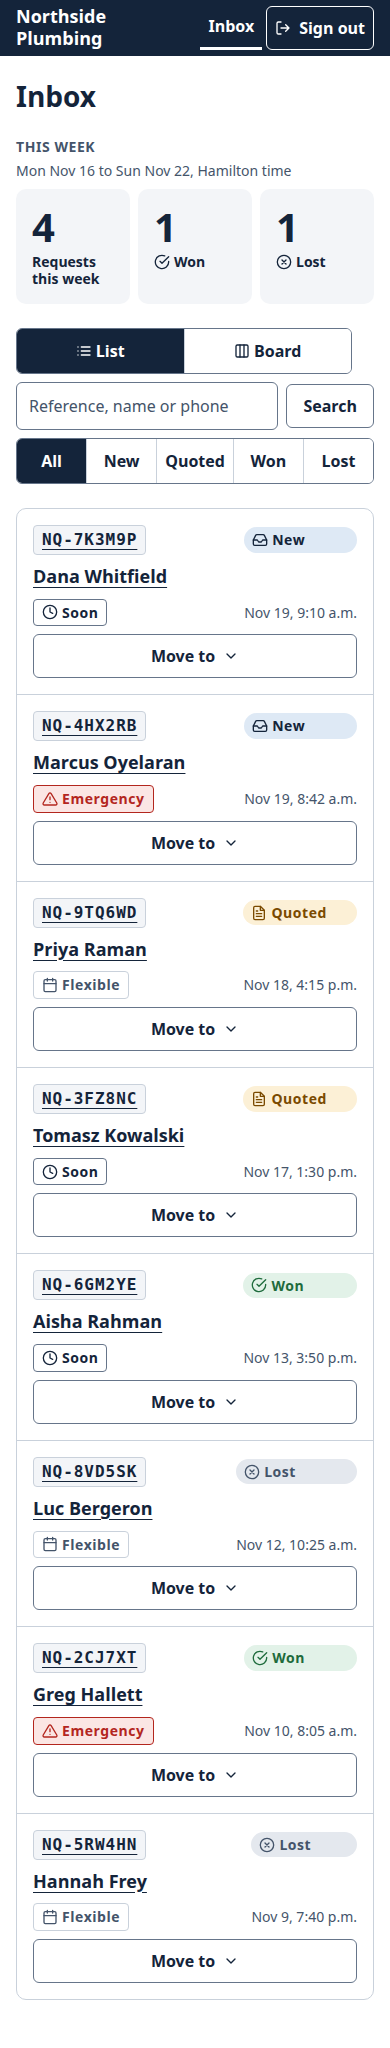 Northside
Plumbing
Inbox
Sign out
Inbox
THIS WEEK
Mon Nov 16 to Sun Nov 22, Hamilton time
4
Requests
this week
1
Won
1
Lost
List
Board
Reference, name or phone
Search
All
New
Quoted
Won
Lost
NQ-7K3M9P
New
Dana Whitfield
Soon
Nov 19, 9:10 a.m.
Move to
NQ-4HX2RB
New
Marcus Oyelaran
Emergency
Nov 19, 8:42 a.m.
Move to
NQ-9TQ6WD
Quoted
Priya Raman
Flexible
Nov 18, 4:15 p.m.
Move to
NQ-3FZ8NC
Quoted
Tomasz Kowalski
Soon
Nov 17, 1:30 p.m.
Move to
NQ-6GM2YE
Won
Aisha Rahman
Soon
Nov 13, 3:50 p.m.
Move to
NQ-8VD5SK
Lost
Luc Bergeron
Flexible
Nov 12, 10:25 a.m.
Move to
NQ-2CJ7XT
Won
Greg Hallett
Emergency
Nov 10, 8:05 a.m.
Move to
NQ-5RW4HN
Lost
Hannah Frey
Flexible
Nov 9, 7:40 p.m.
Move to